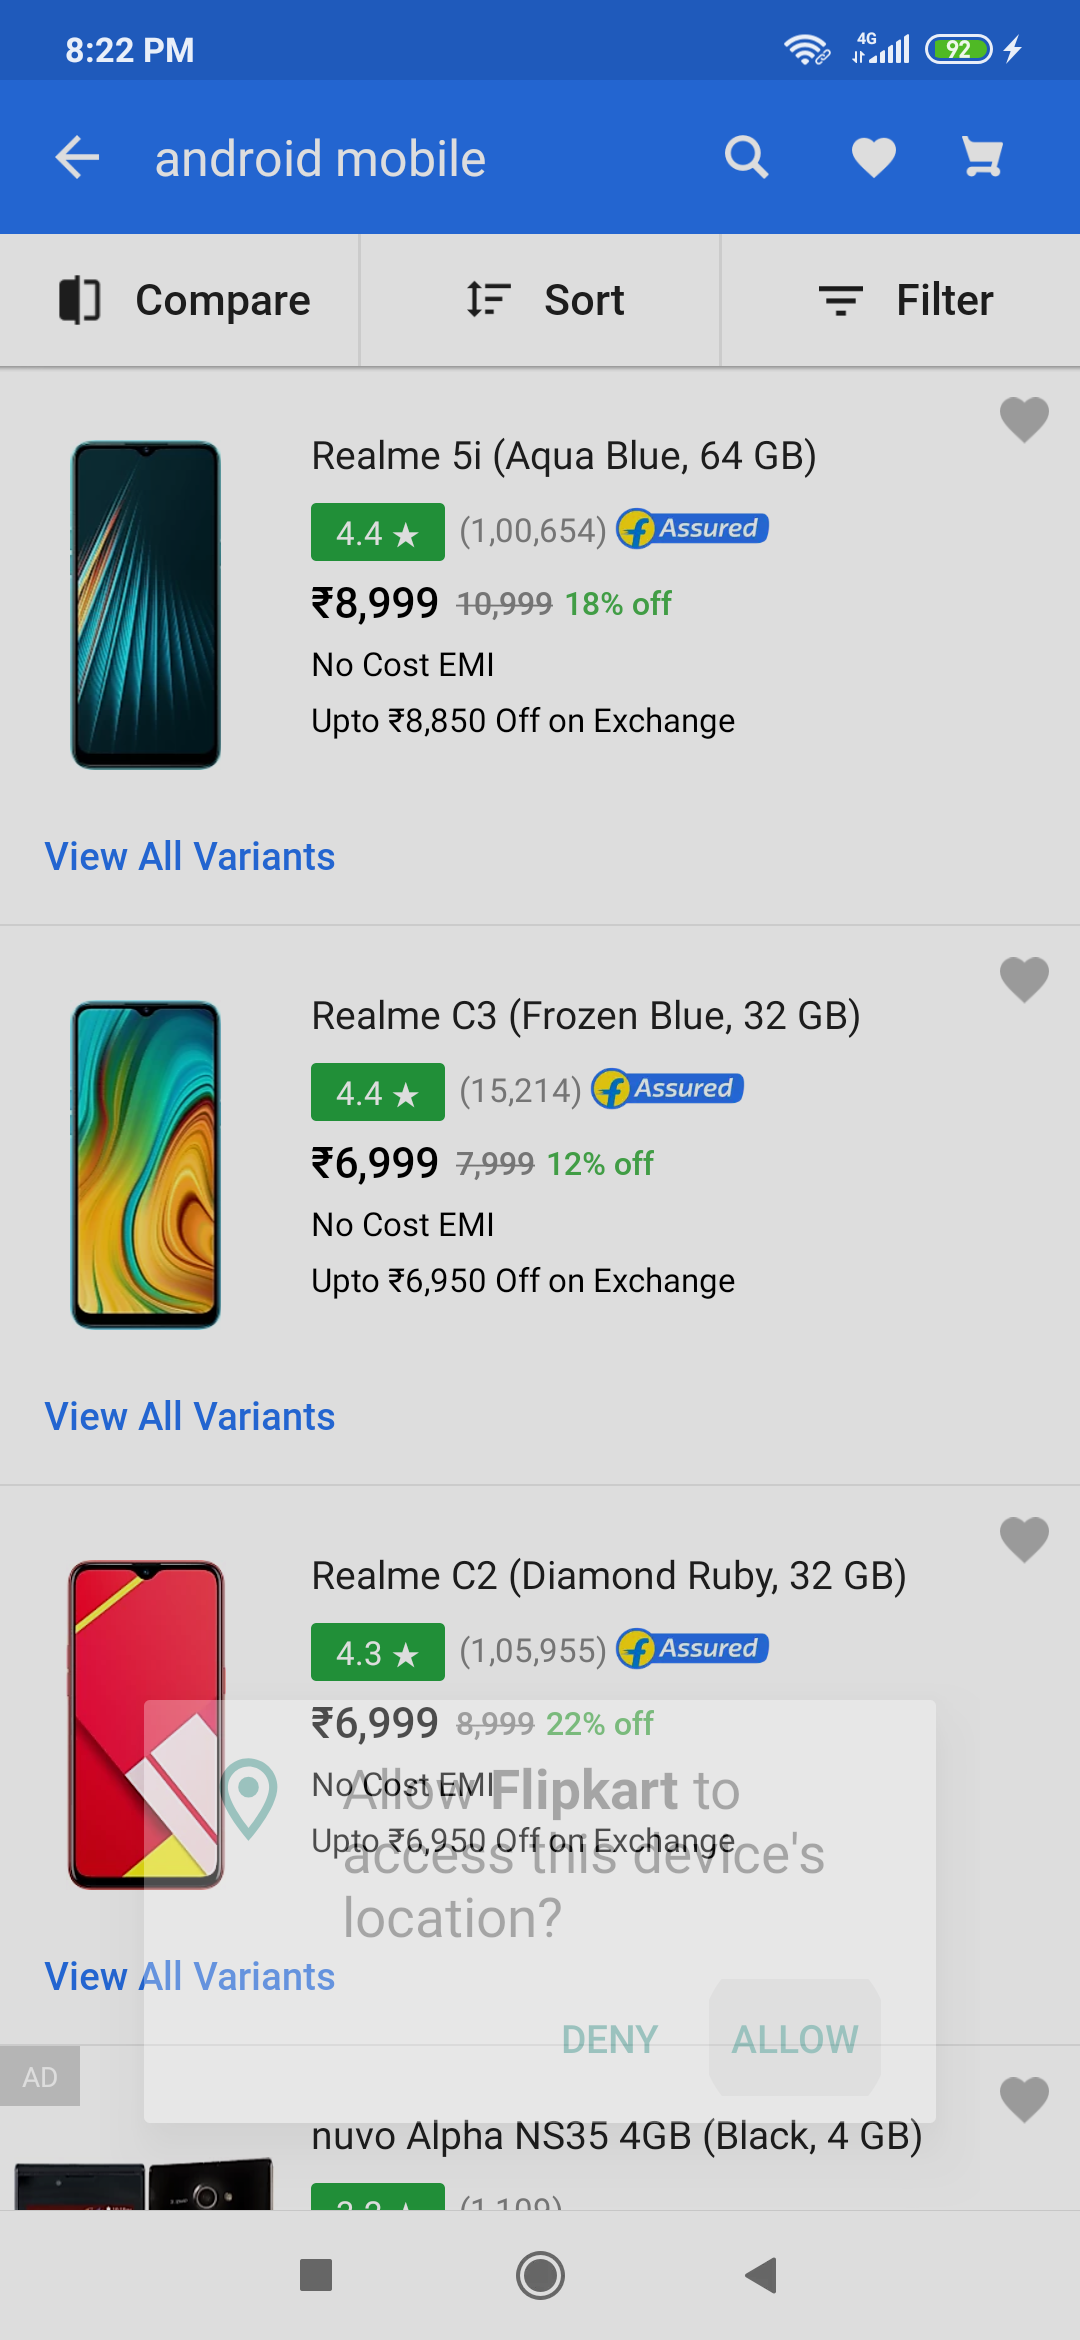 8:22 PM 4G 92
android mobile
Compare Sort Filter
Realme 5i (Aqua Blue, 64 GB)
4.4 ★ (1,00,654) f Assured
₹8,999 10,999 18% off
No Cost EMI
Upto ₹8,850 Off on Exchange
View All Variants
Realme C3 (Frozen Blue, 32 GB)
4.4 ★ (15,214) f Assured
₹6,999 7,999 12% off
No Cost EMI
Upto ₹6,950 Off on Exchange
View All Variants
Realme C2 (Diamond Ruby, 32 GB)
4.3 ★ (1,05,955) f Assured
₹6,999 8,999 22% off
No Cost EMI
Upto ₹6,950 Off on Exchange
View All Variants
Allow Flipkart to
access this device's
location?
DENY ALLOW
AD
nuvo Alpha NS35 4GB (Black, 4 GB)